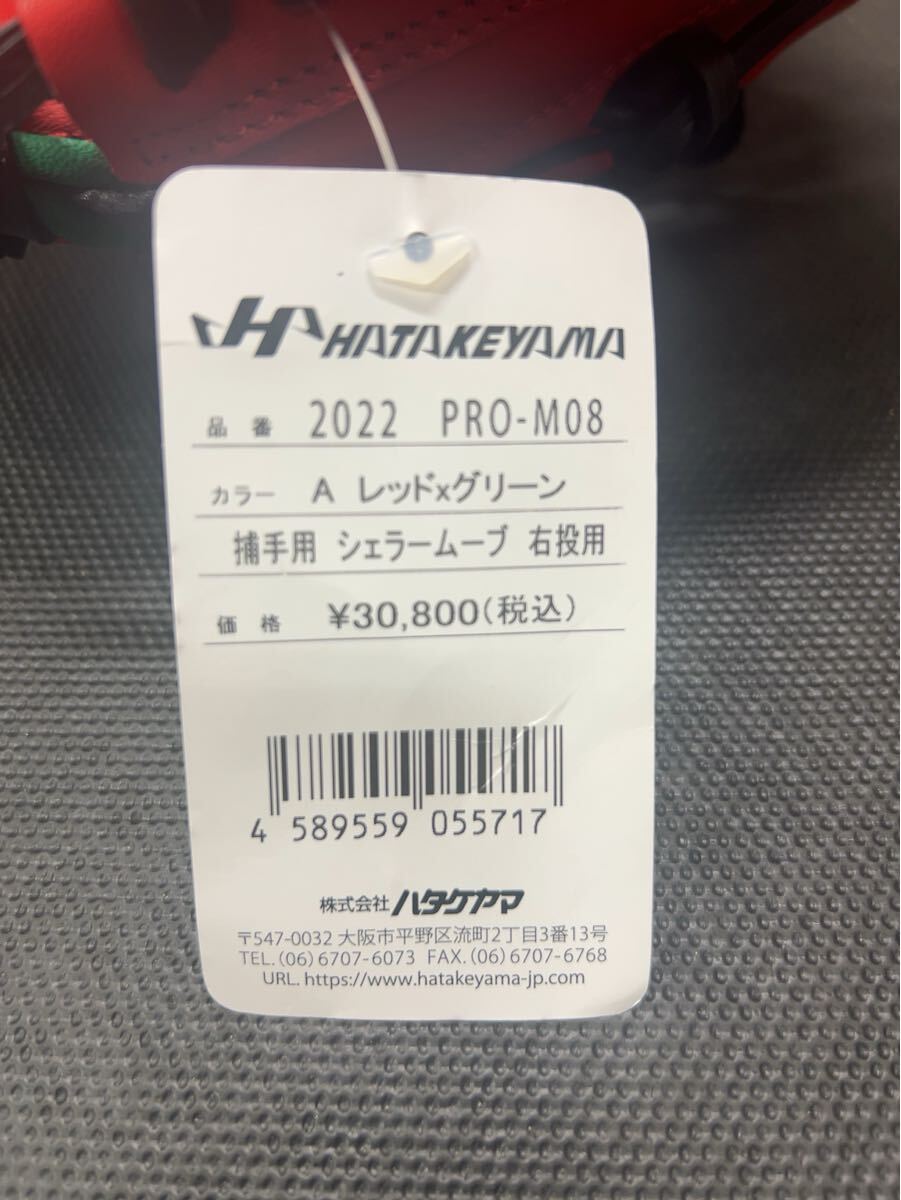 HATAKEYAMA
品番 2022 PRO-M08
カラー A レッドxグリーン
捕手用 シェラームーブ 右投用
価格 ¥30,800(税込)
4 589559 055717
株式会社 ハタケヤマ
〒547-0032 大阪市平野区流町2丁目3番13号
TEL.(06)6707-6073 FAX.(06)6707-6768
URL. https://www.hatakeyama-jp.com